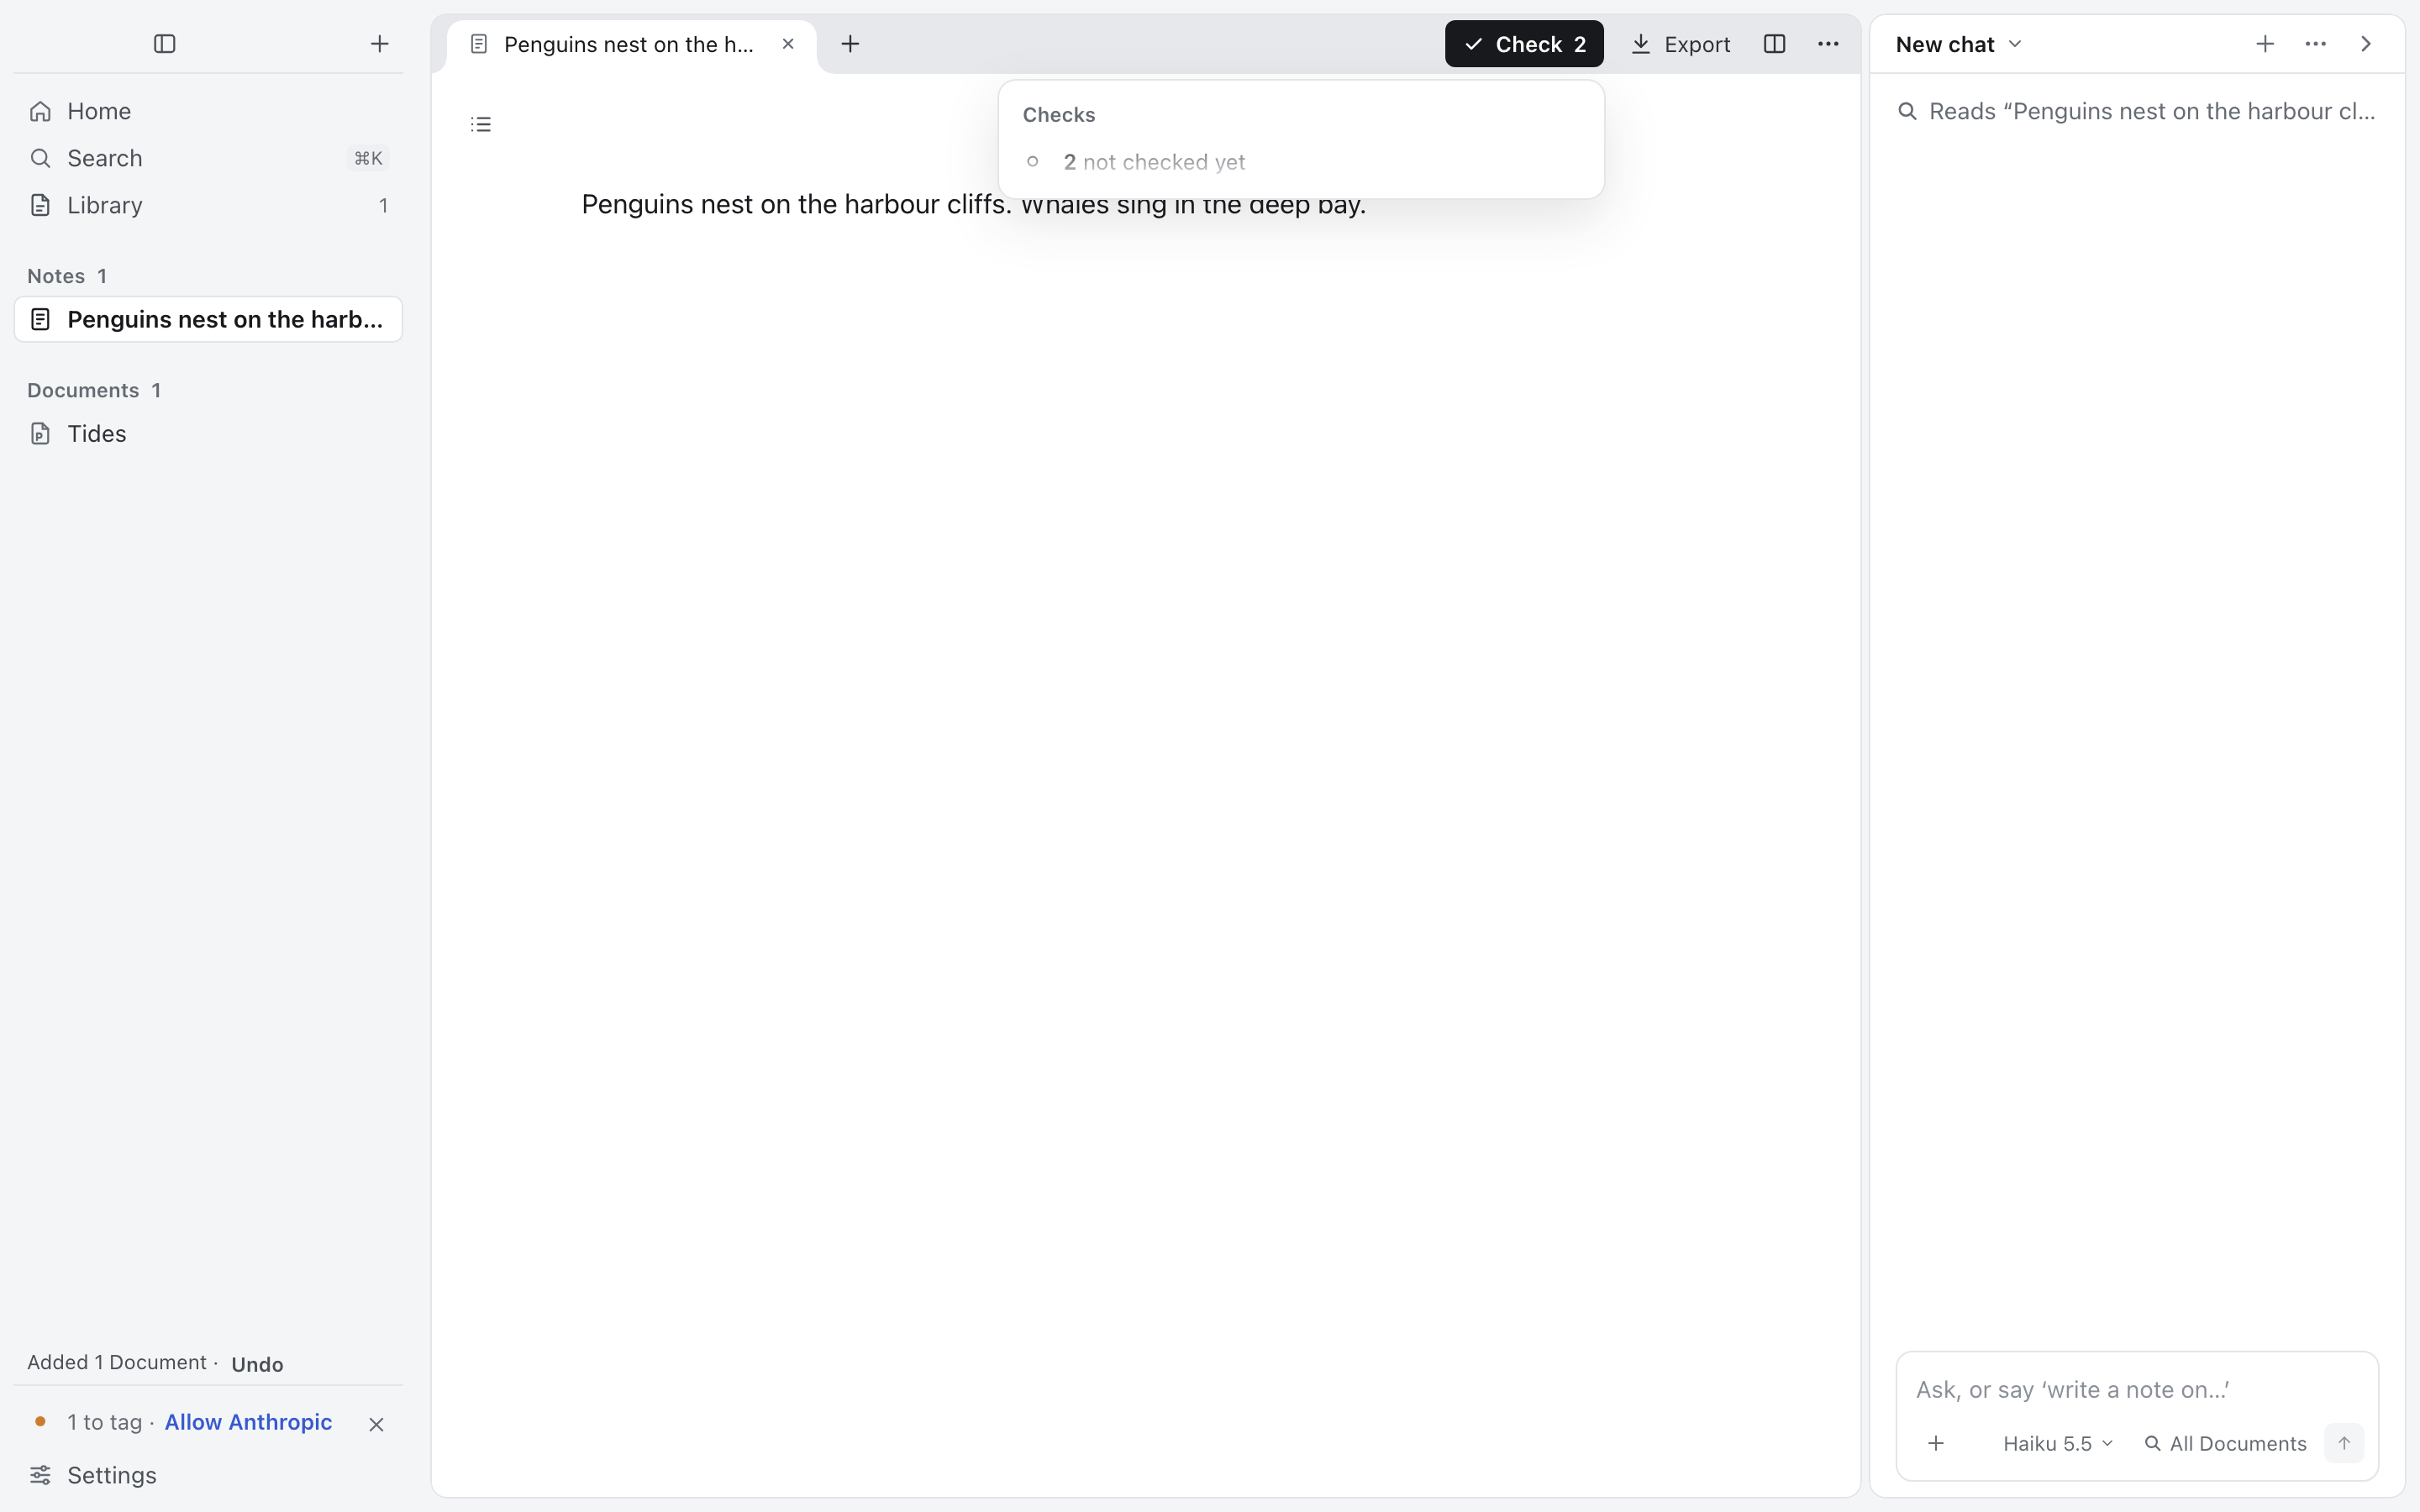 Home
Search ⌘K
Library 1
Notes 1
Penguins nest on the harb...
Documents 1
Tides
Added 1 Document · Undo
1 to tag · Allow Anthropic
Settings
Penguins nest on the h...
Check 2
Export
Checks
2 not checked yet
Penguins nest on the harbour cliffs. Whales sing in the deep bay.
New chat
Reads “Penguins nest on the harbour cl...
Ask, or say ‘write a note on...’
Haiku 5.5
All Documents